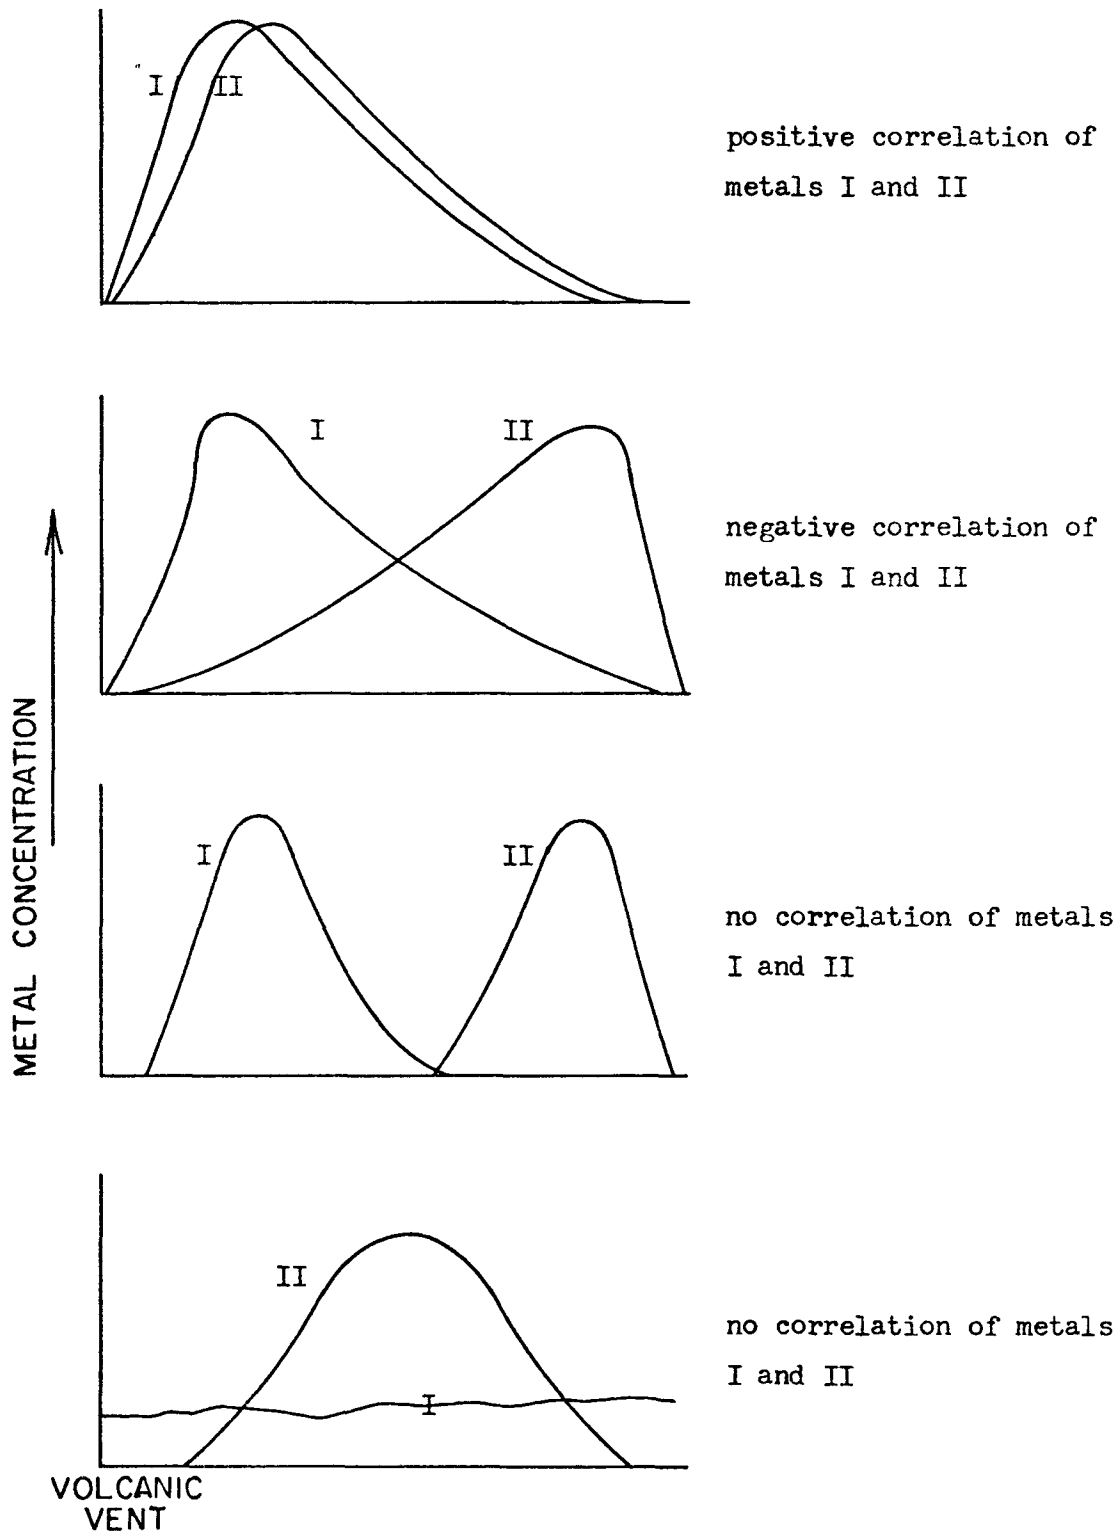 I
II
positive correlation of
metals I and II
I
II
negative correlation of
metals I and II
METAL CONCENTRATION
I
II
no correlation of metals
I and II
II
I
no correlation of metals
I and II
VOLCANIC
VENT